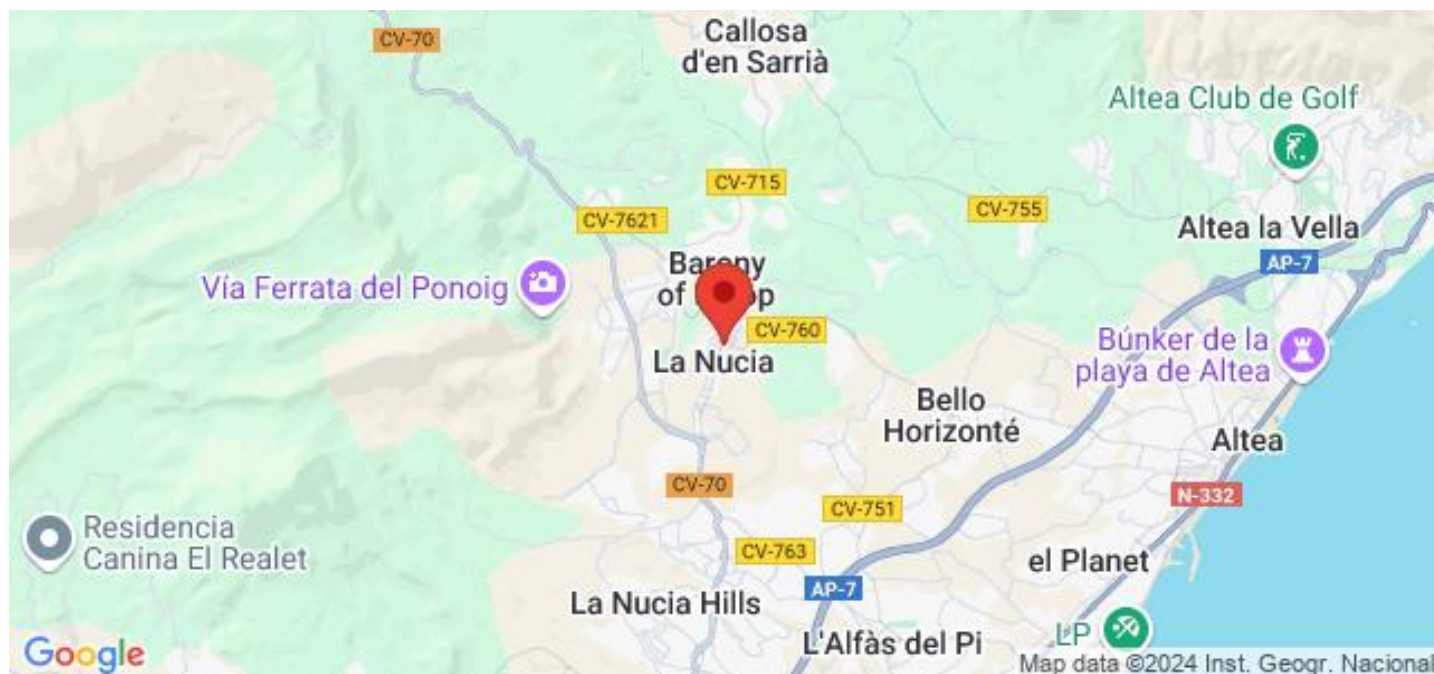 CV-70
Callosa
d'en Sarrià
Altea Club de Golf
CV-715
CV-7621
CV-755
Altea la Vella
AP-7
Vía Ferrata del Ponoig
Barony
of
CV-760
La Nucia
Búnker de la
playa de Altea
Bello
Horizonté
Altea
CV-70
N-332
CV-751
Residencia
Canina El Realet
CV-763
el Planet
AP-7
La Nucia Hills
LP
L'Alfàs del Pi
Google
Map data ©2024 Inst. Geogr. Nacional